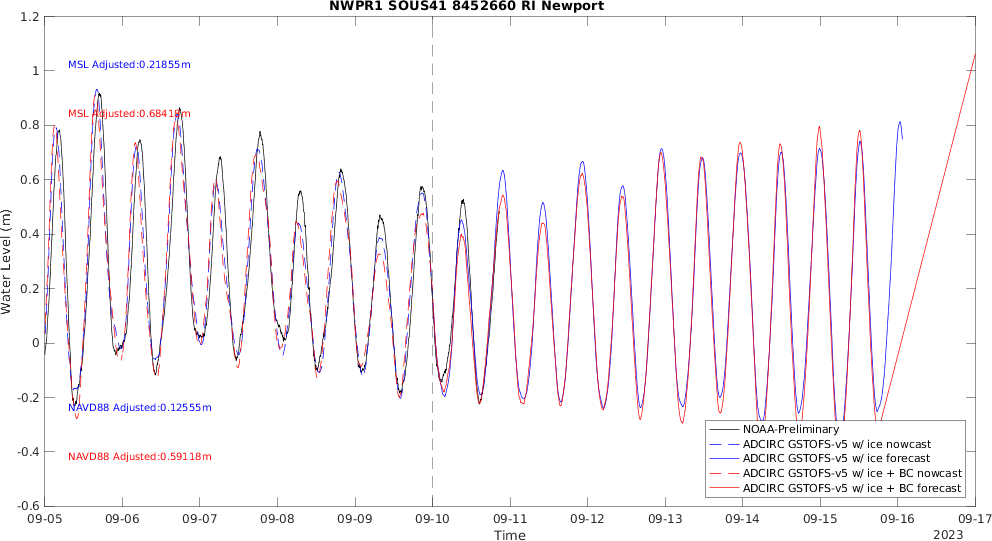 NWPR1 SOUS41 8452660 RI Newport
1.2
1
0.8
0.6
0.4
0.2
0
-0.2
-0.4
-0.6
Water Level (m)
MSL Adjusted:0.21855m
MSL Adjusted:0.68418m
NAVD88 Adjusted:0.12555m
NAVD88 Adjusted:0.59118m
NOAA-Preliminary
ADCIRC GSTOFS-v5 w/ ice nowcast
ADCIRC GSTOFS-v5 w/ ice forecast
ADCIRC GSTOFS-v5 w/ ice + BC nowcast
ADCIRC GSTOFS-v5 w/ ice + BC forecast
09-05 09-06 09-07 09-08 09-09 09-10 09-11 09-12 09-13 09-14 09-15 09-16 09-17
Time
2023